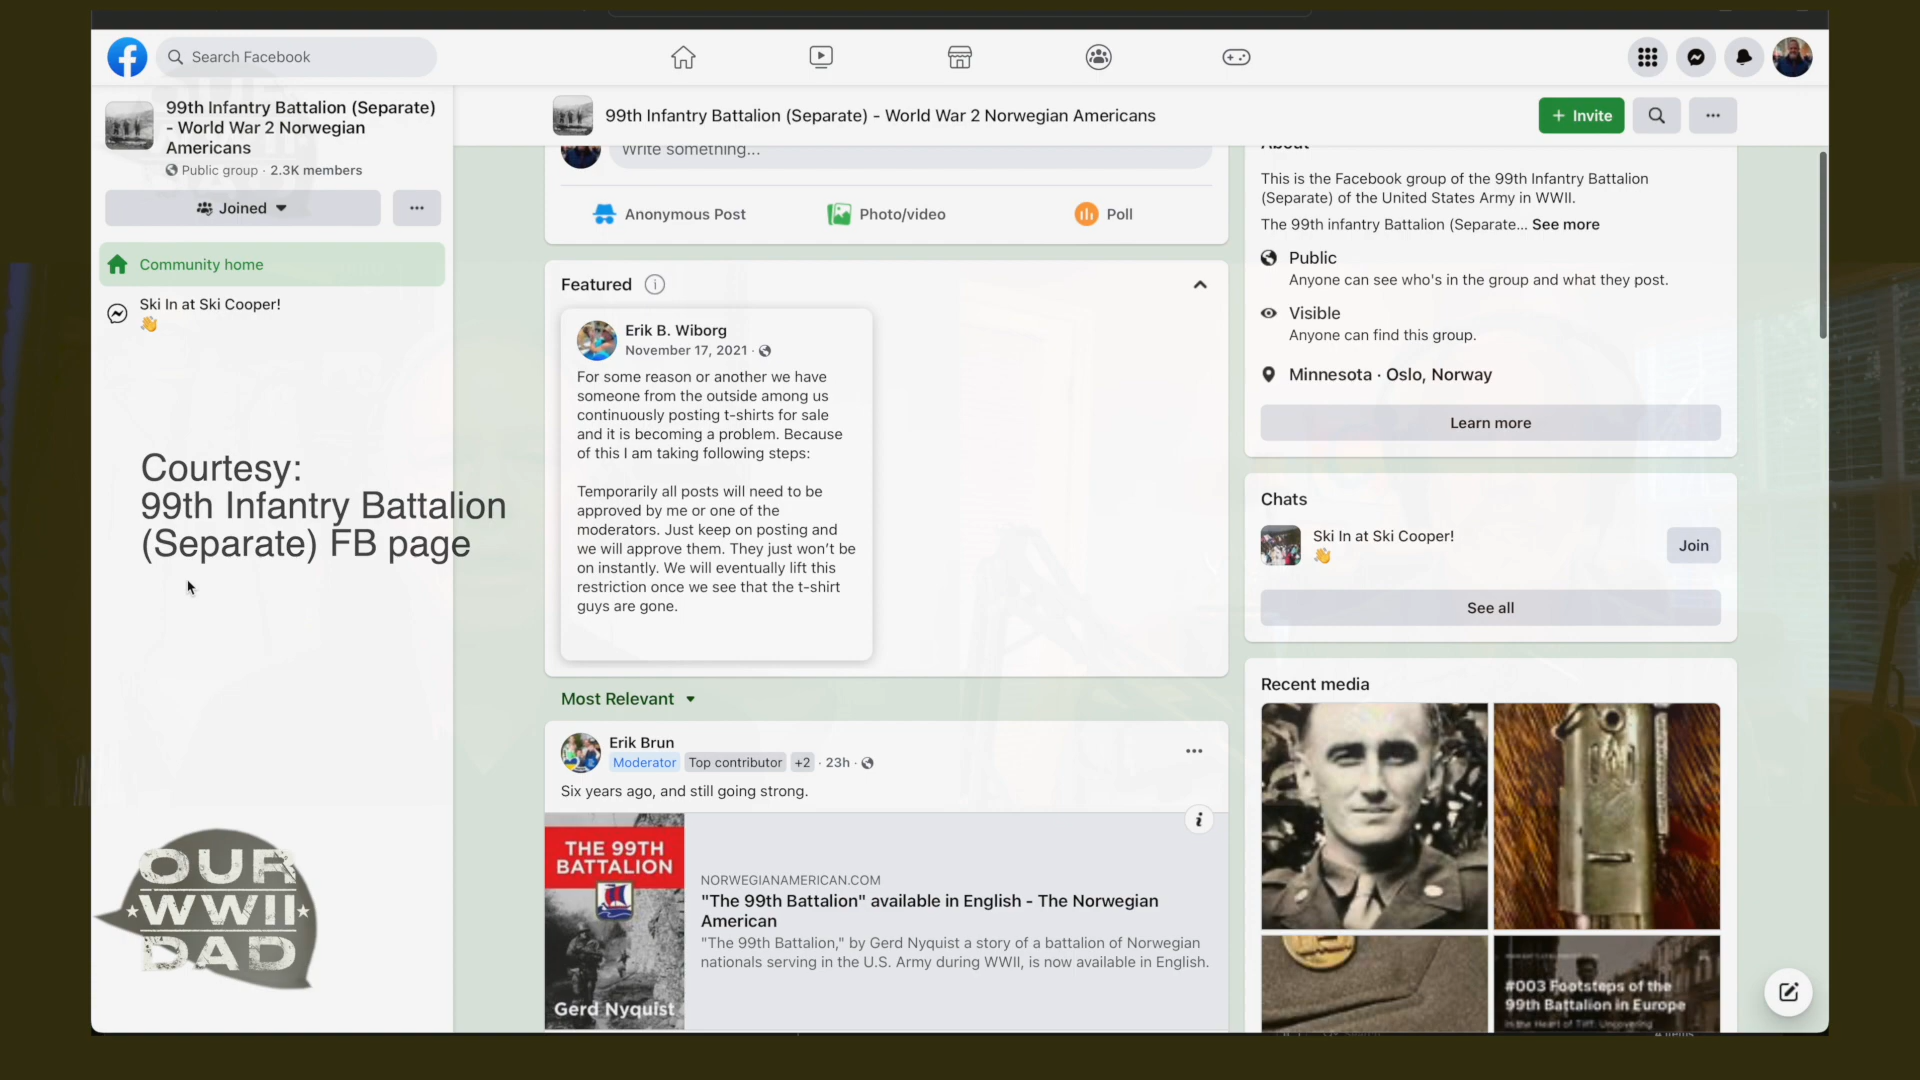 Search Facebook
99th Infantry Battalion (Separate)
- World War 2 Norwegian
Americans
Public group · 2.3K members
Joined
Community home
Ski In at Ski Cooper!
👋
Courtesy:
99th Infantry Battalion
(Separate) FB page
OUR
WWII
DAD
99th Infantry Battalion (Separate) - World War 2 Norwegian Americans
+ Invite
Write something...
Anonymous Post
Photo/video
Poll
Featured
Erik B. Wiborg
November 17, 2021 ·
For some reason or another we have
someone from the outside among us
continuously posting t-shirts for sale
and it is becoming a problem. Because
of this I am taking following steps:
Temporarily all posts will need to be
approved by me or one of the
moderators. Just keep on posting and
we will approve them. They just won't be
on instantly. We will eventually lift this
restriction once we see that the t-shirt
guys are gone.
Most Relevant
Erik Brun
Moderator Top contributor +2 · 23h ·
Six years ago, and still going strong.
THE 99TH
BATTALION
Gerd Nyquist
NORWEGIANAMERICAN.COM
"The 99th Battalion" available in English - The Norwegian
American
"The 99th Battalion," by Gerd Nyquist a story of a battalion of Norwegian
nationals serving in the U.S. Army during WWII, is now available in English.
About
This is the Facebook group of the 99th Infantry Battalion
(Separate) of the United States Army in WWII.
The 99th infantry Battalion (Separate... See more
Public
Anyone can see who's in the group and what they post.
Visible
Anyone can find this group.
Minnesota · Oslo, Norway
Learn more
Chats
Ski In at Ski Cooper!
👋
Join
See all
Recent media
#003 Footsteps of the
99th Battalion in Europe